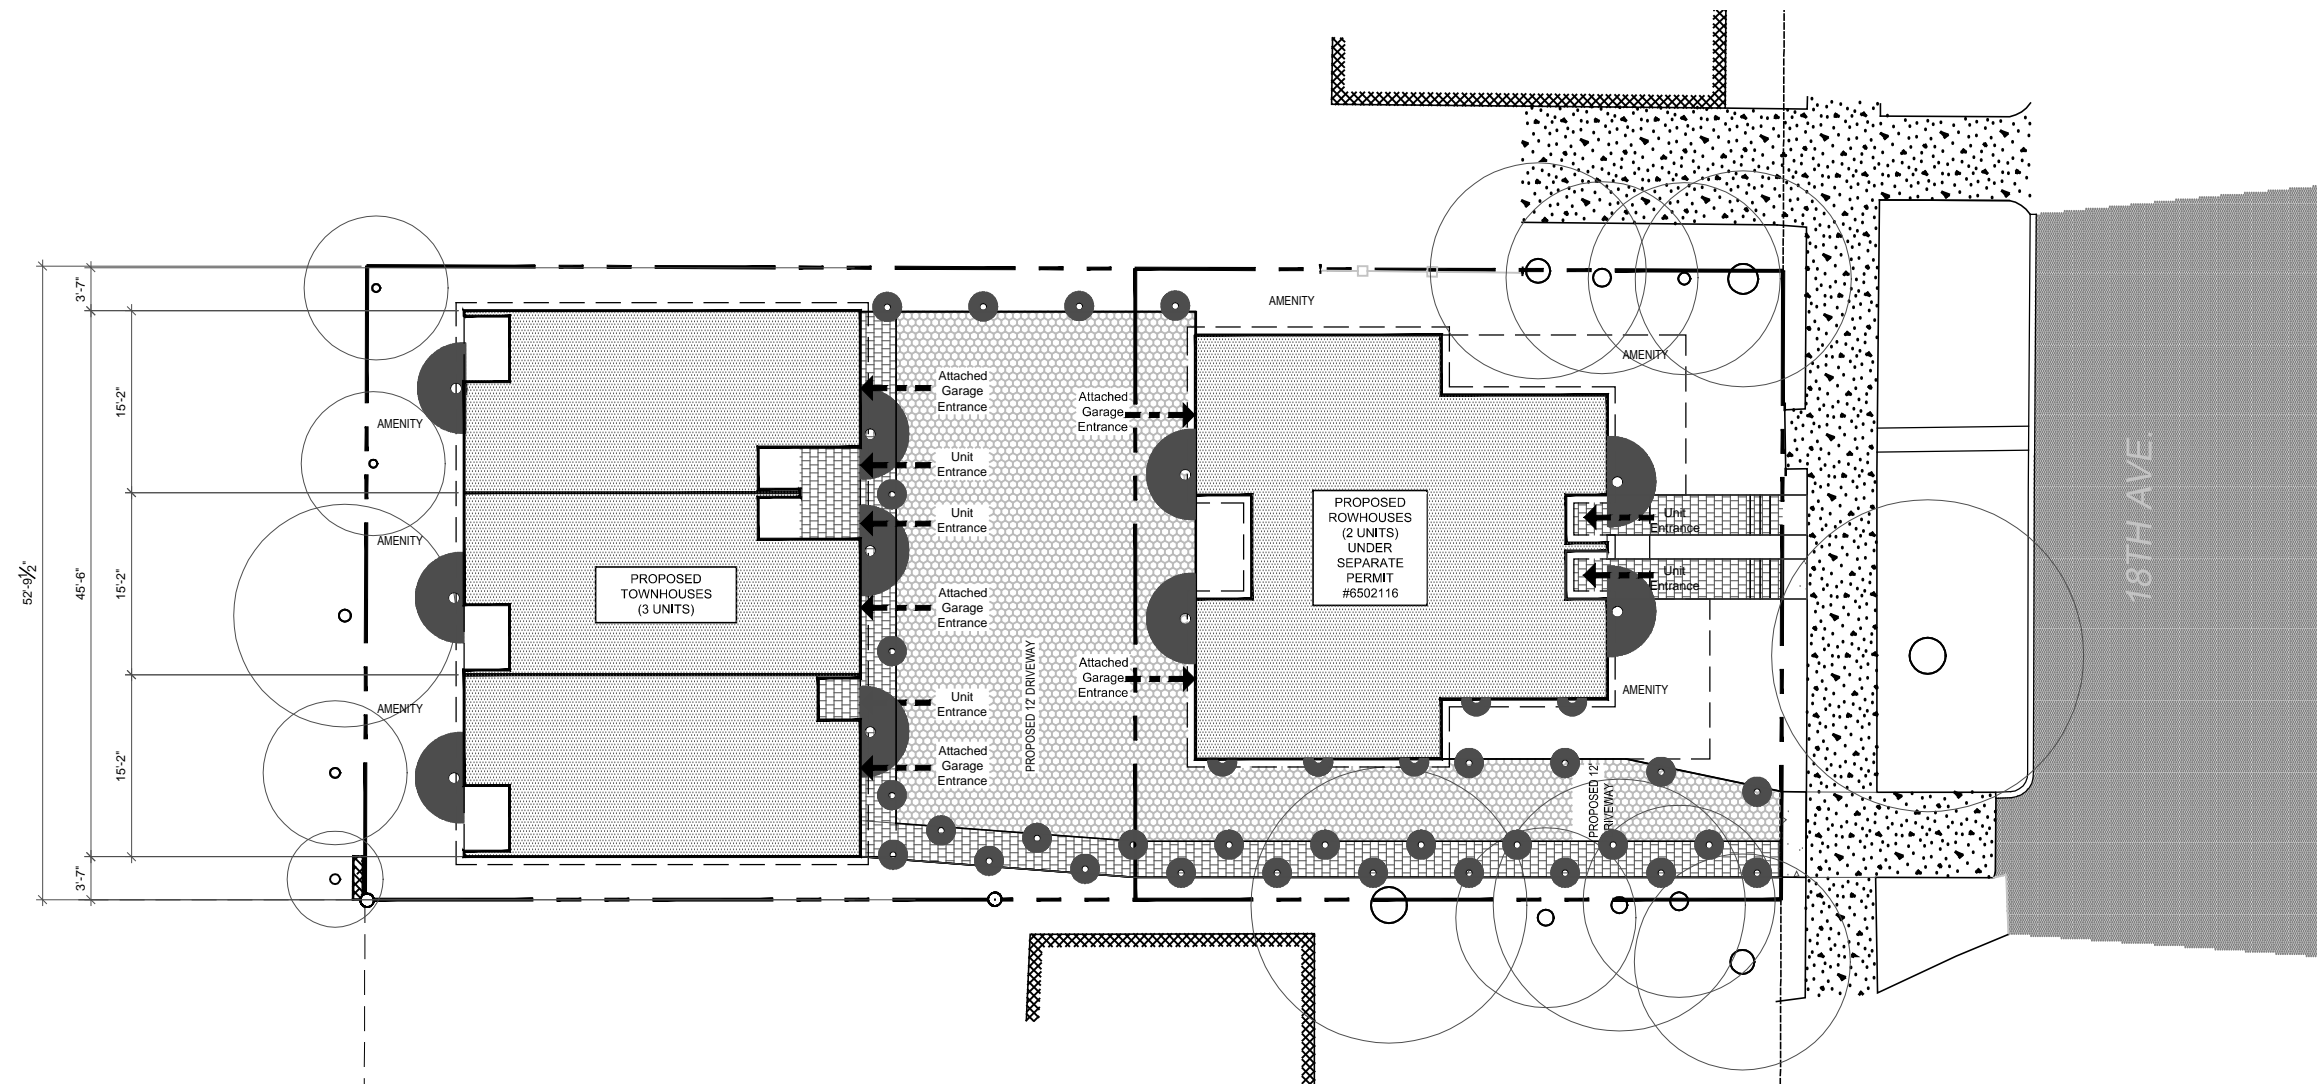 AMENITY
AMENITY
3'-7"
15'-2"
Attached
Garage
Entrance
Attached
Garage
Entrance
AMENITY
Unit
Entrance
18TH AVE.
PROPOSED
ROWHOUSES
(2 UNITS)
UNDER
SEPARATE
PERMIT
#6502116
Unit
Entrance
Unit
Entrance
AMENITY
52'-9½"
45'-6"
15'-2"
PROPOSED
TOWNHOUSES
(3 UNITS)
Unit
Entrance
Attached
Garage
Entrance
PROPOSED 12' DRIVEWAY
Attached
Garage
Entrance
AMENITY
AMENITY
Unit
Entrance
15'-2"
Attached
Garage
Entrance
PROPOSED 12'
DRIVEWAY
3'-7"